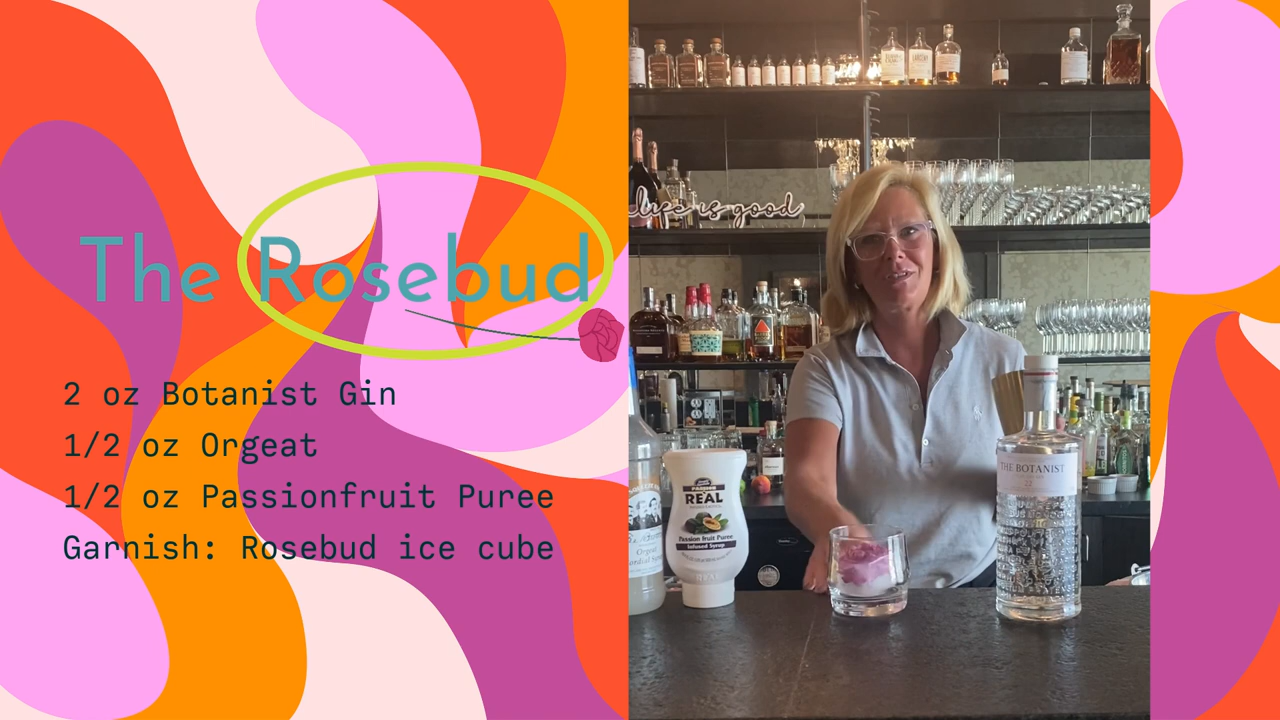 The Rosebud
2 oz Botanist Gin
1/2 oz Orgeat
1/2 oz Passionfruit Puree
Garnish: Rosebud ice cube
life is good
REAL
Passion fruit Puree
Infused Syrup
Orgeat
THE BOTANIST
22